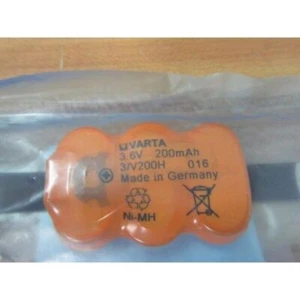 VARTA
3.6V 200mAh
3/V200H 016
Made in Germany
Ni-MH